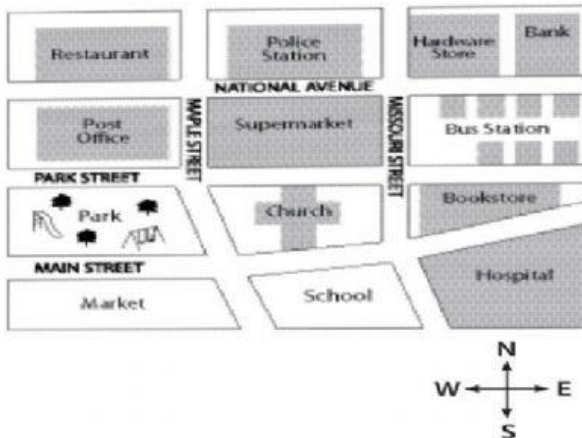 Restaurant
Police
Station
Hardware
Store
Bank
NATIONAL AVENUE
Post
Office
MAPLE STREET
Supermarket
MISSOURI STREET
Bus Station
PARK STREET
Park
Church
Bookstore
MAIN STREET
Market
School
Hospital
N
W E
S